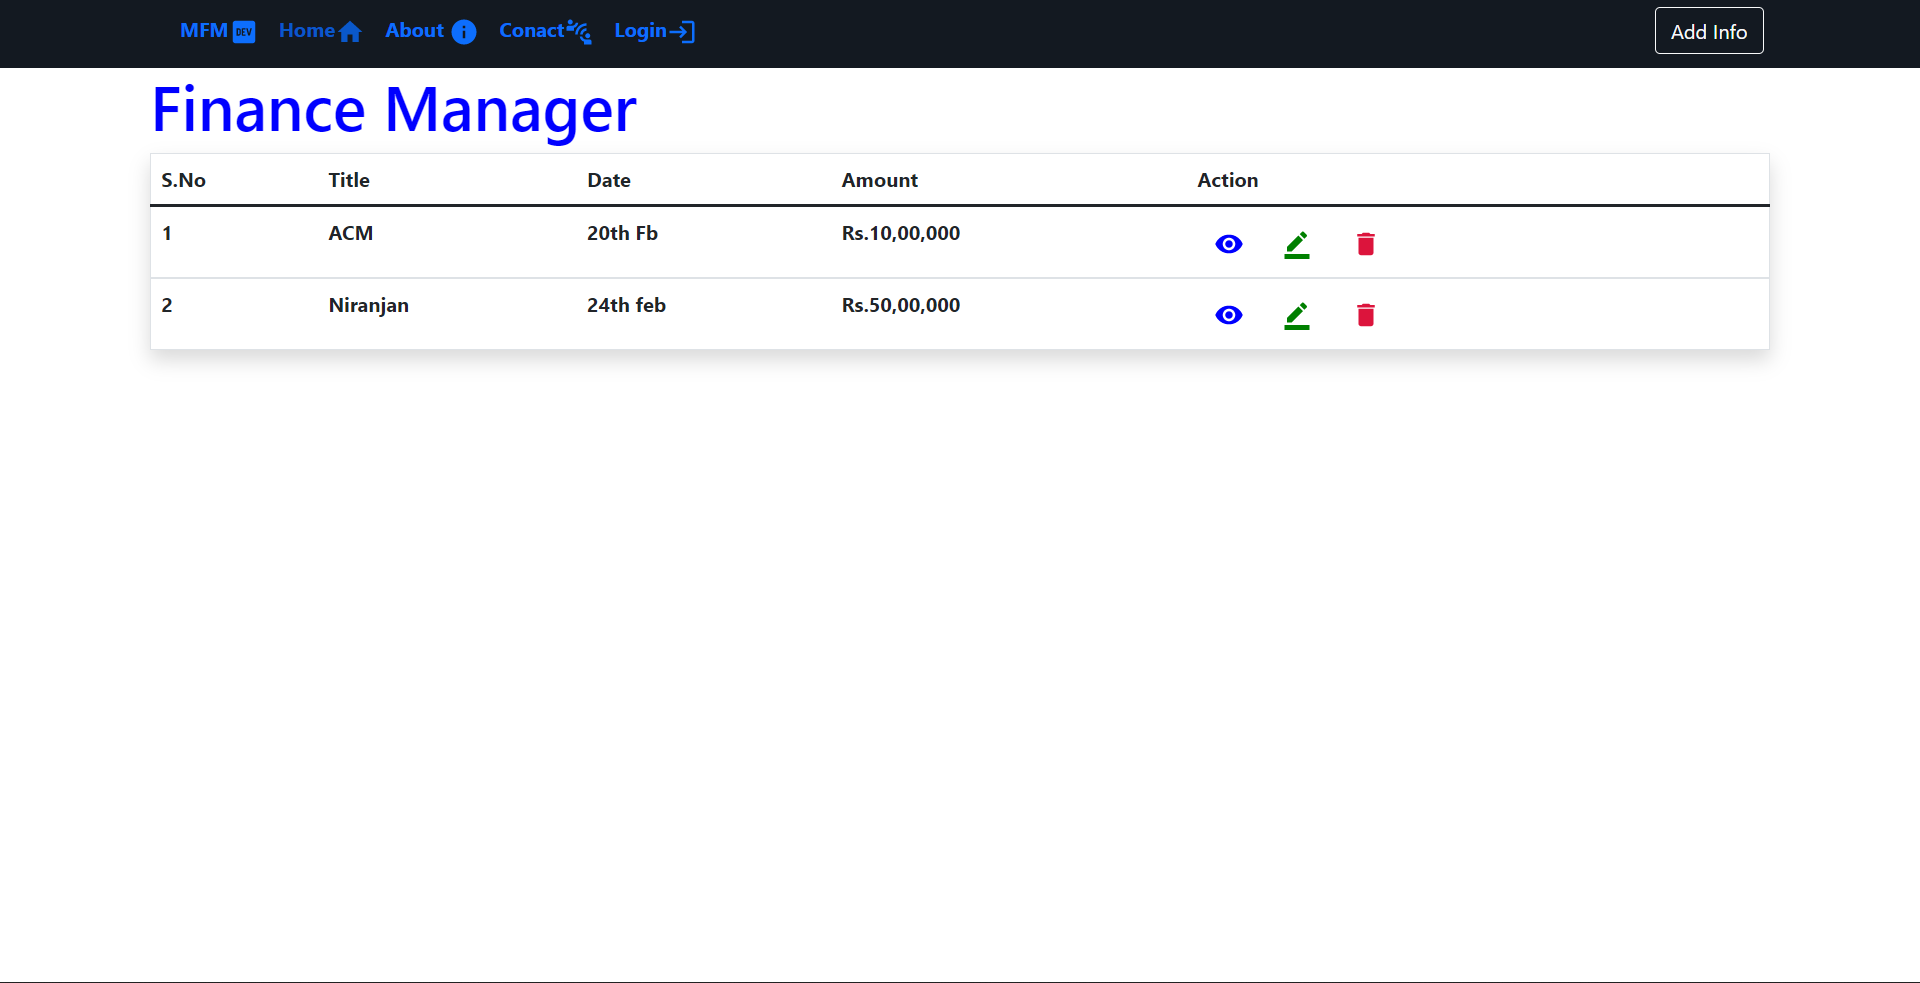 MFM DEV Home About Conact Login Add Info
Finance Manager
S.No Title Date Amount Action
1 ACM 20th Fb Rs.10,00,000
2 Niranjan 24th feb Rs.50,00,000